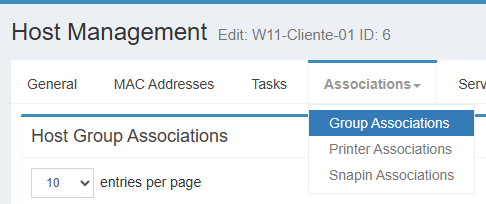 Host Management Edit: W11-Cliente-01 ID: 6
General MAC Addresses Tasks Associations Serv
Group Associations
Printer Associations
Snapin Associations
Host Group Associations
10 entries per page